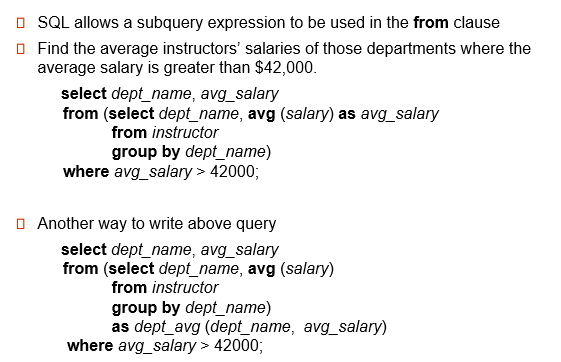 SQL allows a subquery expression to be used in the from clause
Find the average instructors’ salaries of those departments where the
average salary is greater than $42,000.
select dept_name, avg_salary
from (select dept_name, avg (salary) as avg_salary
from instructor
group by dept_name)
where avg_salary > 42000;
Another way to write above query
select dept_name, avg_salary
from (select dept_name, avg (salary)
from instructor
group by dept_name)
as dept_avg (dept_name, avg_salary)
where avg_salary > 42000;